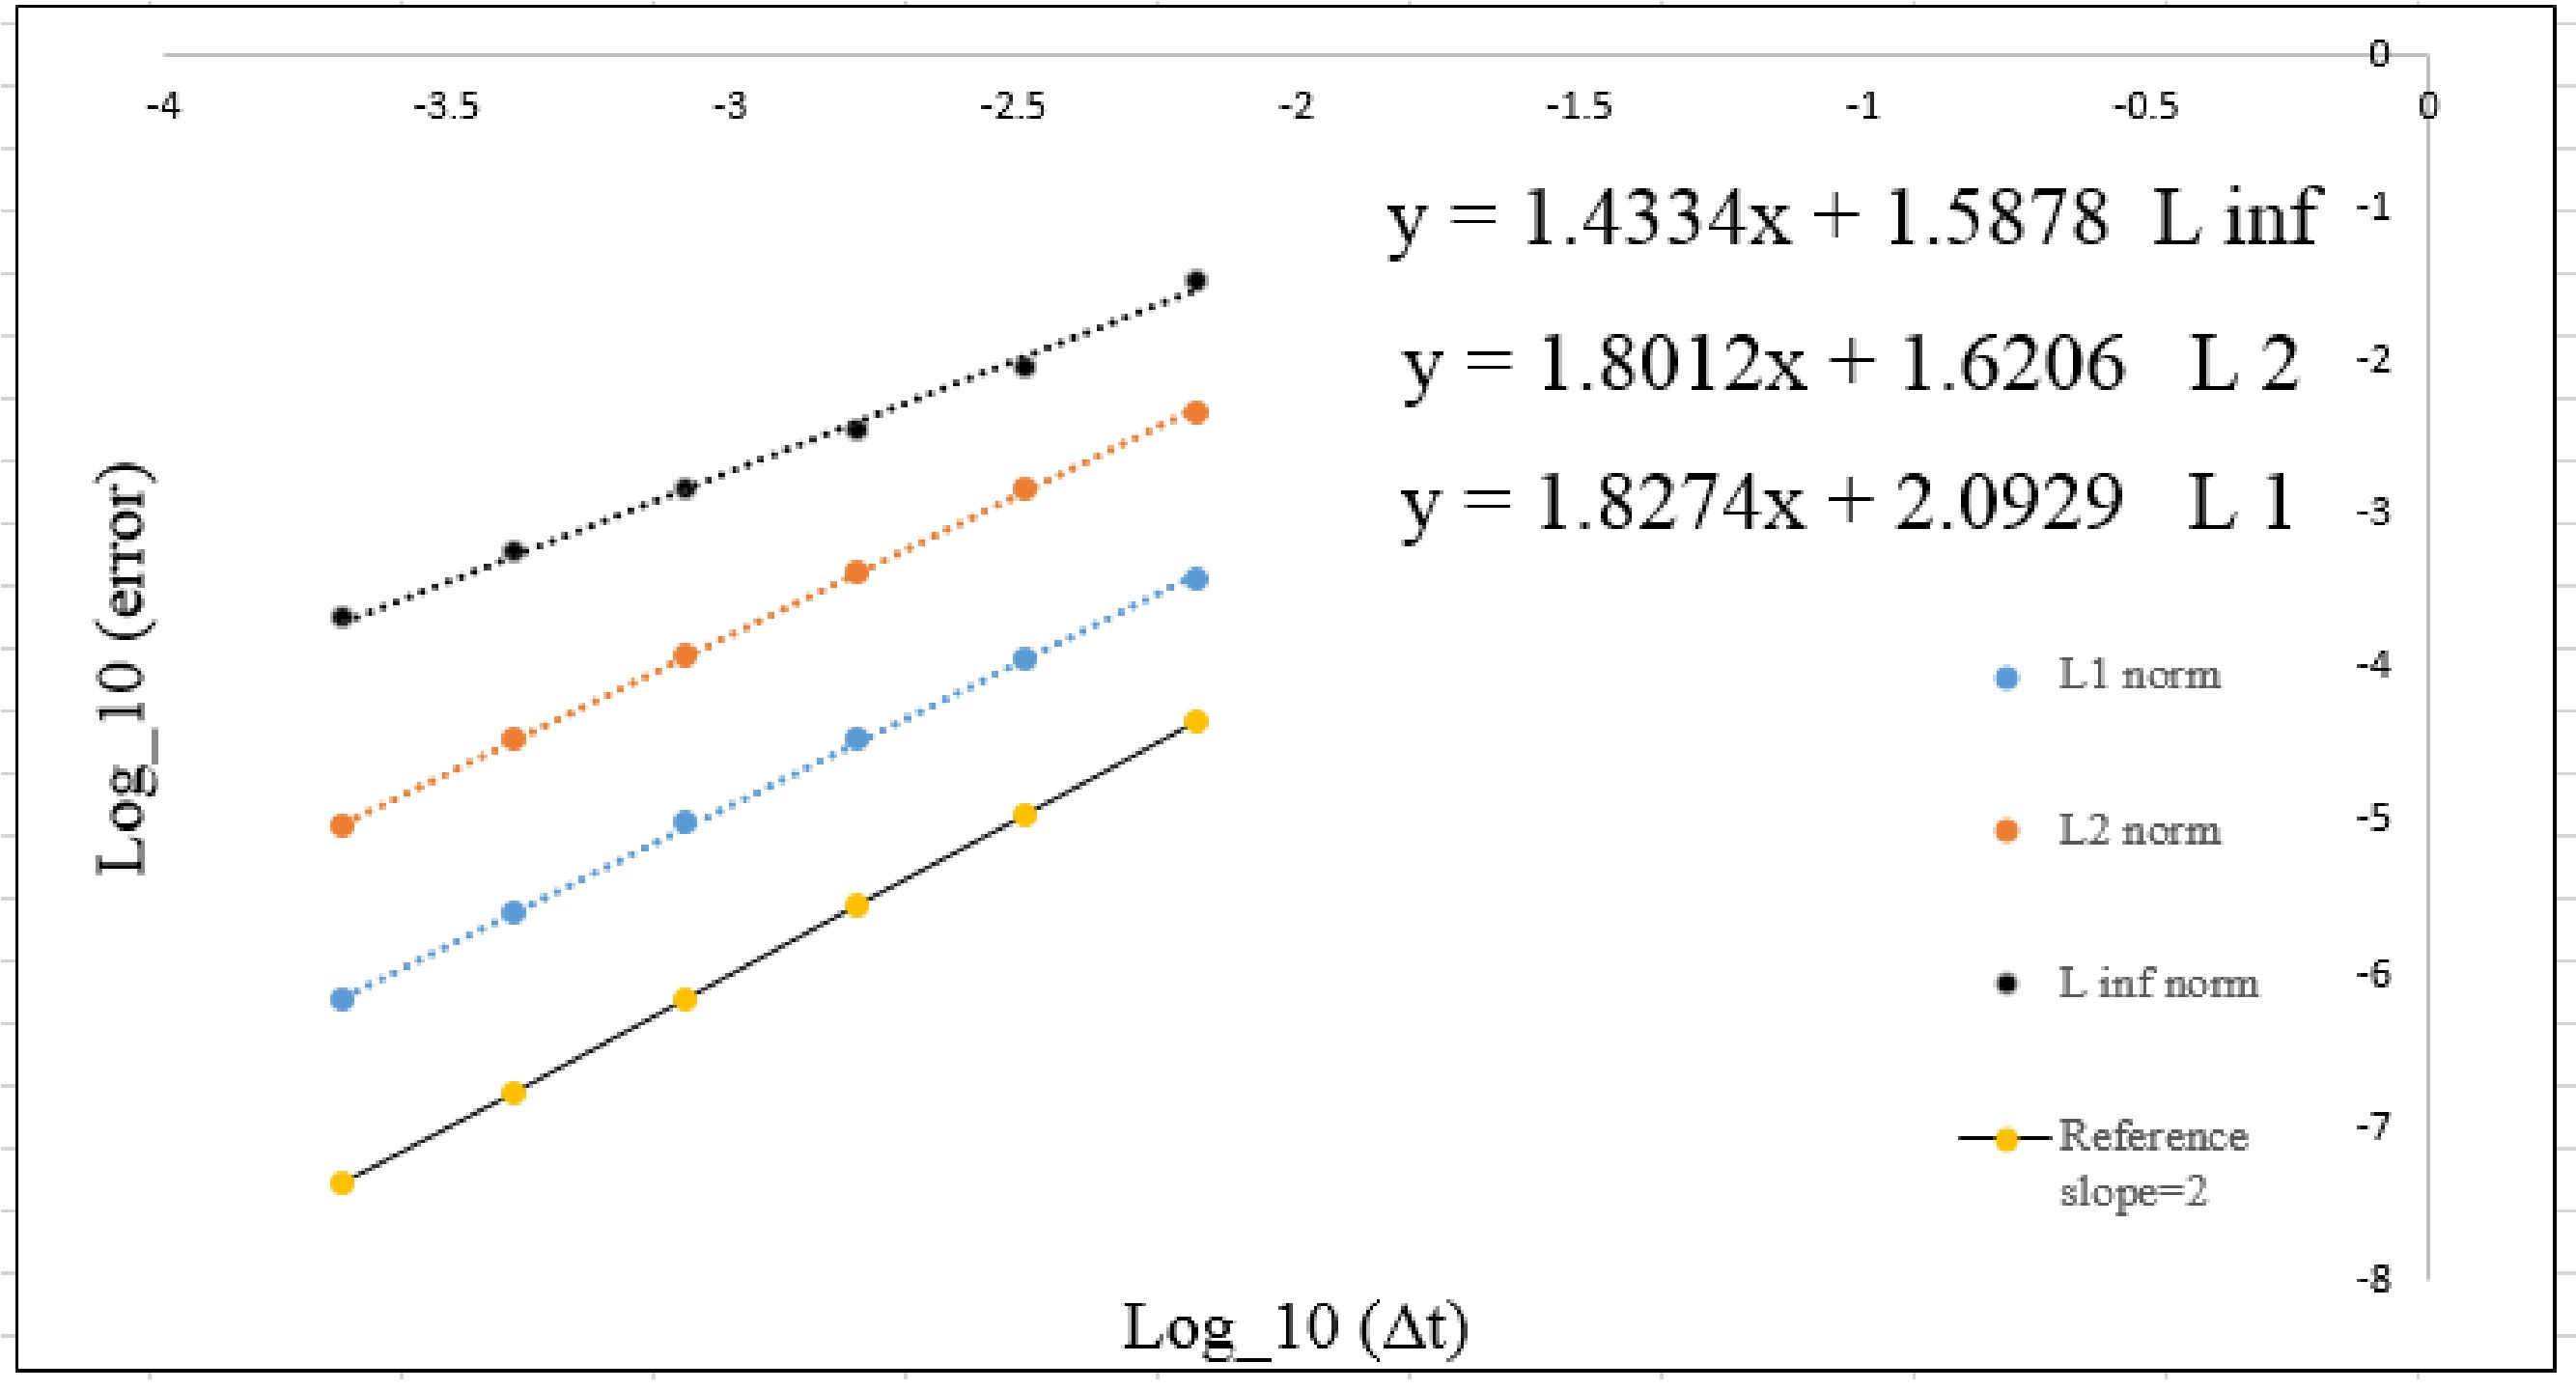 0
-4 -3.5 -3 -2.5 -2 -1.5 -1 -0.5 0
y = 1.4334x + 1.5878 L inf
-1
y = 1.8012x + 1.6206 L 2
-2
y = 1.8274x + 2.0929 L 1
-3
Log_10 (error)
L1 norm
-4
L2 norm
-5
L inf norm
-6
Reference
slope=2
-7
-8
Log_10 (Δt)